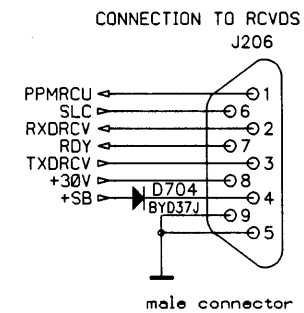 CONNECTION TO RCVDS
J206
PPMRCU 1
SLC 6
RXDRCV 2
RDY 7
TXDRCV 3
+30V 8
+SB D704 4
BYD37J
9
5
male connector